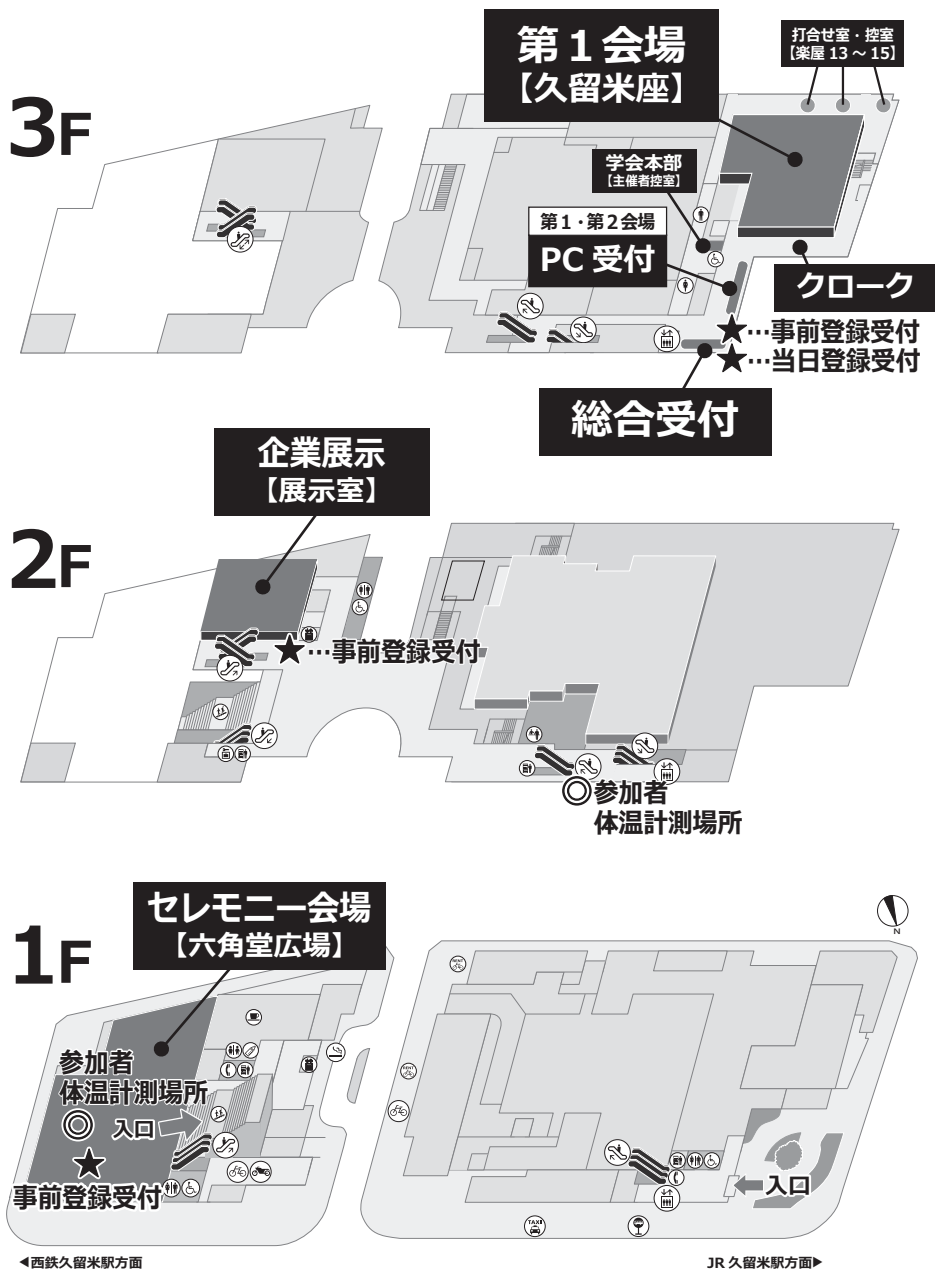 第1会場
【久留米座】
打合せ室・控室
【楽屋 13 ～ 15】
3F
学会本部
【主催者控室】
第1・第2会場
PC 受付
クローク
★…事前登録受付
★…当日登録受付
総合受付
企業展示
【展示室】
2F
★…事前登録受付
◎参加者
体温計測場所
セレモニー会場
【六角堂広場】
1F
N
RENT
参加者
体温計測場所
◎ 入口
RENT
★
事前登録受付
入口
TAXI
◀西鉄久留米駅方面
JR 久留米駅方面▶